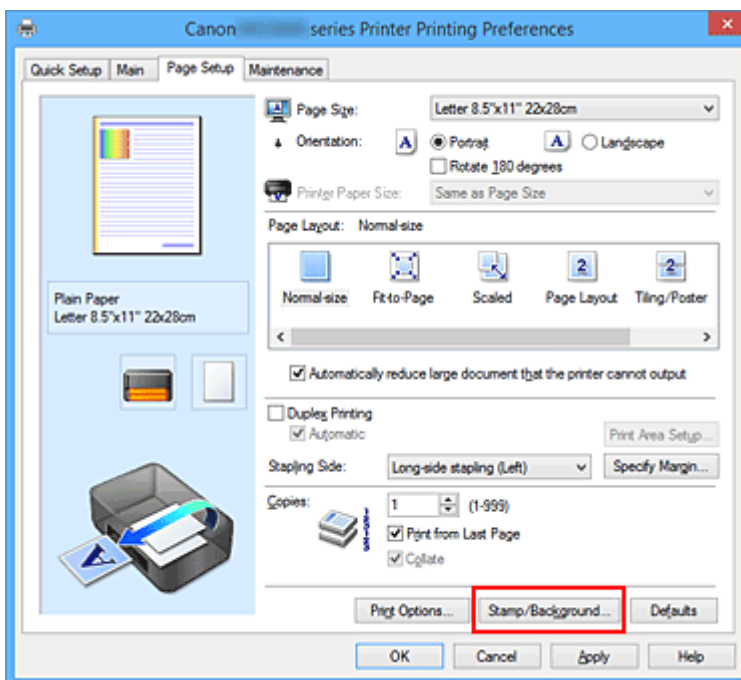 Canon series Printer Printing Preferences
Quick Setup Main Page Setup Maintenance
Page Size: Letter 8.5"x11" 22x28cm
Orientation: A Portrait A Landscape
Rotate 180 degrees
Printer Paper Size: Same as Page Size
Page Layout: Normal-size
2 2
Normal-size Fit-to-Page Scaled Page Layout Tiling/Poster
Plain Paper
Letter 8.5"x11" 22x28cm
Automatically reduce large document that the printer cannot output
Duplex Printing
Automatic
Print Area Setup...
Stapling Side: Long-side stapling (Left) Specify Margin...
Copies: 1 (1-999)
Print from Last Page
Collate
A
Print Options... Stamp/Background... Defaults
OK Cancel Apply Help